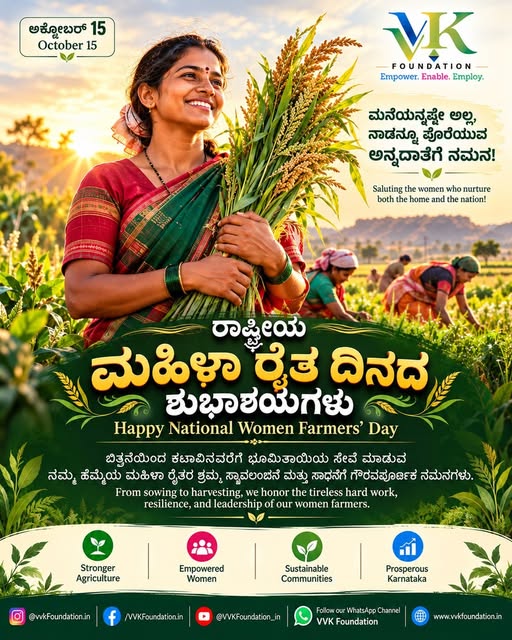 ಅಕ್ಟೋಬರ್ 15
October 15
VK
FOUNDATION
Empower. Enable. Employ.
ಮನೆಯನ್ನಷ್ಟೇ ಅಲ್ಲ,
ನಾಡನ್ನೂ ಪೊರೆಯುವ
ಅನ್ನದಾತೆಗೆ ನಮನ!
Saluting the women who nurture
both the home and the nation!
ರಾಷ್ಟ್ರೀಯ
ಮಹಿಳಾ ರೈತ ದಿನದ
ಶುಭಾಶಯಗಳು
Happy National Women Farmers' Day
ಬಿತ್ತನೆಯಿಂದ ಕಟಾವಿನವರೆಗೆ ಭೂಮಿತಾಯಿಯ ಸೇವೆ ಮಾಡುವ
ನಮ್ಮ ಹೆಮ್ಮೆಯ ಮಹಿಳಾ ರೈತರ ಶ್ರಮ, ಸ್ವಾವಲಂಬನೆ ಮತ್ತು ಸಾಧನೆಗೆ ಗೌರವಪೂರ್ವಕ ನಮನಗಳು.
From sowing to harvesting, we honor the tireless hard work,
resilience, and leadership of our women farmers.
Stronger
Agriculture
Empowered
Women
Sustainable
Communities
Prosperous
Karnataka
@vvkFoundation.in
/VVKFoundation.in
@VVKFoundation_in
Follow our WhatsApp Channel
VVK Foundation
www.vvkfoundation.in